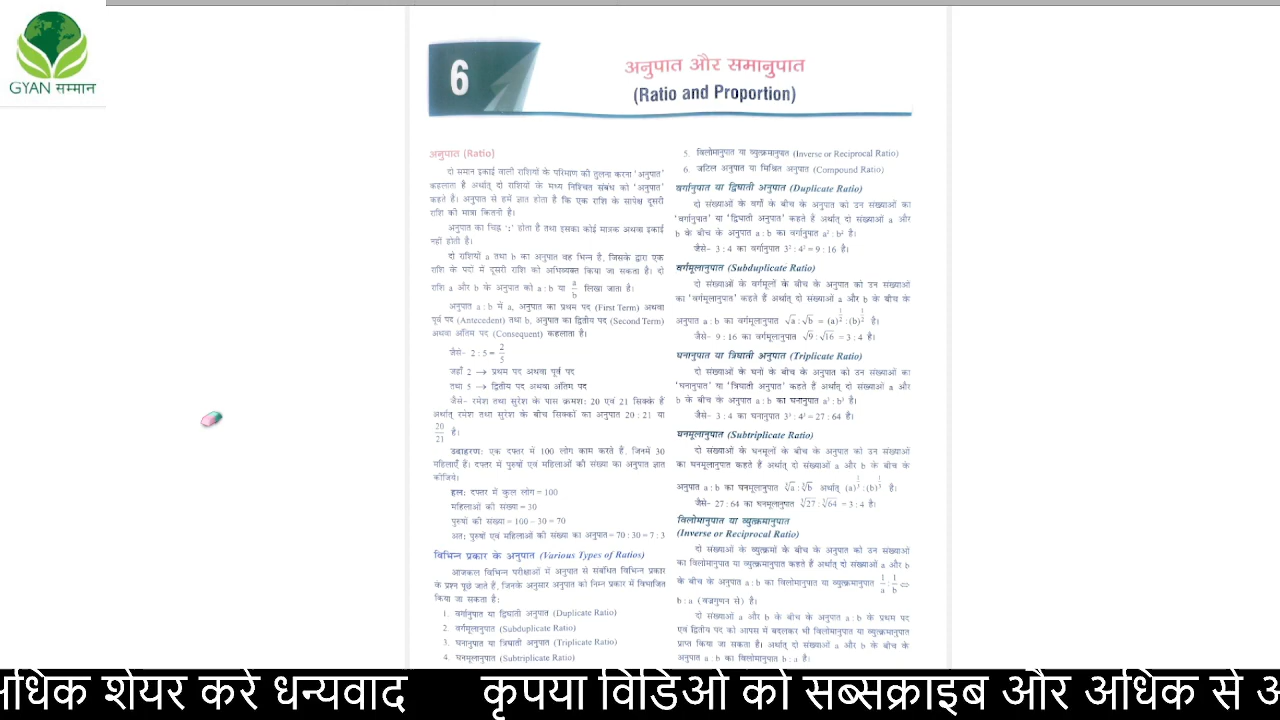 GYAN सम्मान
6
अनुपात और समानुपात
(Ratio and Proportion)
अनुपात (Ratio)
दो समान इकाई वाली राशियों के परिमाण की तुलना करना 'अनुपात'
कहलाता है अर्थात् दो राशियों के मध्य निश्चित संबंध को 'अनुपात'
कहते हैं। अनुपात से हमें ज्ञात होता है कि एक राशि के सापेक्ष दूसरी
राशि की मात्रा कितनी है।
अनुपात का चिह्न ':' होता है तथा इसका कोई मात्रक अथवा इकाई
नहीं होती है।
दो राशियों a तथा b का अनुपात वह भिन्न है, जिसके द्वारा एक
राशि के पदों में दूसरी राशि को अभिव्यक्त किया जा सकता है। दो
राशि a और b के अनुपात को a : b या a/b लिखा जाता है।
अनुपात a : b में a, अनुपात का प्रथम पद (First Term) अथवा
पूर्व पद (Antecedent) तथा b, अनुपात का द्वितीय पद (Second Term)
अथवा अंतिम पद (Consequent) कहलाता है।
जैसे- 2 : 5 = 2/5
जहाँ 2 → प्रथम पद अथवा पूर्व पद
तथा 5 → द्वितीय पद अथवा अंतिम पद
जैसे- रमेश तथा सुरेश के पास क्रमश: 20 एवं 21 सिक्के हैं
अर्थात् रमेश तथा सुरेश के बीच सिक्कों का अनुपात 20 : 21 या
20/21 है।
उदाहरण: एक दफ्तर में 100 लोग काम करते हैं, जिनमें 30
महिलाएँ हैं। दफ्तर में पुरुषों एवं महिलाओं की संख्या का अनुपात ज्ञात
कीजिये।
हल: दफ्तर में कुल लोग = 100
महिलाओं की संख्या = 30
पुरुषों की संख्या = 100 – 30 = 70
अत: पुरुषों एवं महिलाओं की संख्या का अनुपात = 70 : 30 = 7 : 3
विभिन्न प्रकार के अनुपात (Various Types of Ratios)
आजकल विभिन्न परीक्षाओं में अनुपात से संबंधित विभिन्न प्रकार
के प्रश्न पूछे जाते हैं, जिनके अनुसार अनुपात को निम्न प्रकार में विभाजित
किया जा सकता है:
1. वर्गानुपात या द्विघाती अनुपात (Duplicate Ratio)
2. वर्गमूलानुपात (Subduplicate Ratio)
3. घनानुपात या त्रिघाती अनुपात (Triplicate Ratio)
4. घनमूलानुपात (Subtriplicate Ratio)
5. विलोमानुपात या व्युत्क्रमानुपात (Inverse or Reciprocal Ratio)
6. जटिल अनुपात या मिश्रित अनुपात (Compound Ratio)
वर्गानुपात या द्विघाती अनुपात (Duplicate Ratio)
दो संख्याओं के वर्गों के बीच के अनुपात को उन संख्याओं का
'वर्गानुपात' या 'द्विघाती अनुपात' कहते हैं अर्थात् दो संख्याओं a और
b के बीच के अनुपात a : b का वर्गानुपात a² : b² है।
जैसे- 3 : 4 का वर्गानुपात 3² : 4² = 9 : 16 है।
वर्गमूलानुपात (Subduplicate Ratio)
दो संख्याओं के वर्गमूलों के बीच के अनुपात को उन संख्याओं
का 'वर्गमूलानुपात' कहते हैं अर्थात् दो संख्याओं a और b के बीच के
अनुपात a : b का वर्गमूलानुपात √a : √b = (a)^1/2 : (b)^1/2 है।
जैसे- 9 : 16 का वर्गमूलानुपात √9 : √16 = 3 : 4 है।
घनानुपात या त्रिघाती अनुपात (Triplicate Ratio)
दो संख्याओं के घनों के बीच के अनुपात को उन संख्याओं का
'घनानुपात' या 'त्रिघाती अनुपात' कहते हैं अर्थात् दो संख्याओं a और
b के बीच के अनुपात a : b का घनानुपात a³ : b³ है।
जैसे- 3 : 4 का घनानुपात 3³ : 4³ = 27 : 64 है।
घनमूलानुपात (Subtriplicate Ratio)
दो संख्याओं के घनमूलों के बीच के अनुपात को उन संख्याओं
का घनमूलानुपात कहते हैं अर्थात् दो संख्याओं a और b के बीच के
अनुपात a : b का घनमूलानुपात ∛a : ∛b अर्थात् (a)^1/3 : (b)^1/3 है।
जैसे- 27 : 64 का घनमूलानुपात ∛27 : ∛64 = 3 : 4 है।
विलोमानुपात या व्युत्क्रमानुपात
(Inverse or Reciprocal Ratio)
दो संख्याओं के व्युत्क्रमों के बीच के अनुपात को उन संख्याओं
का विलोमानुपात या व्युत्क्रमानुपात कहते हैं अर्थात् दो संख्याओं a और b
के बीच के अनुपात a : b का विलोमानुपात या व्युत्क्रमानुपात 1/a : 1/b ⇔
b : a (वज्रगुणन से) है।
दो संख्याओं a और b के बीच के अनुपात a : b के प्रथम पद
एवं द्वितीय पद को आपस में बदलकर भी विलोमानुपात या व्युत्क्रमानुपात
प्राप्त किया जा सकता है। अर्थात् दो संख्याओं a और b के बीच के
अनुपात a : b का विलोमानुपात b : a है।
अधिक शेयर करें धन्यवाद कृपया विडिओ को सब्सक्राइब और अधिक से अ